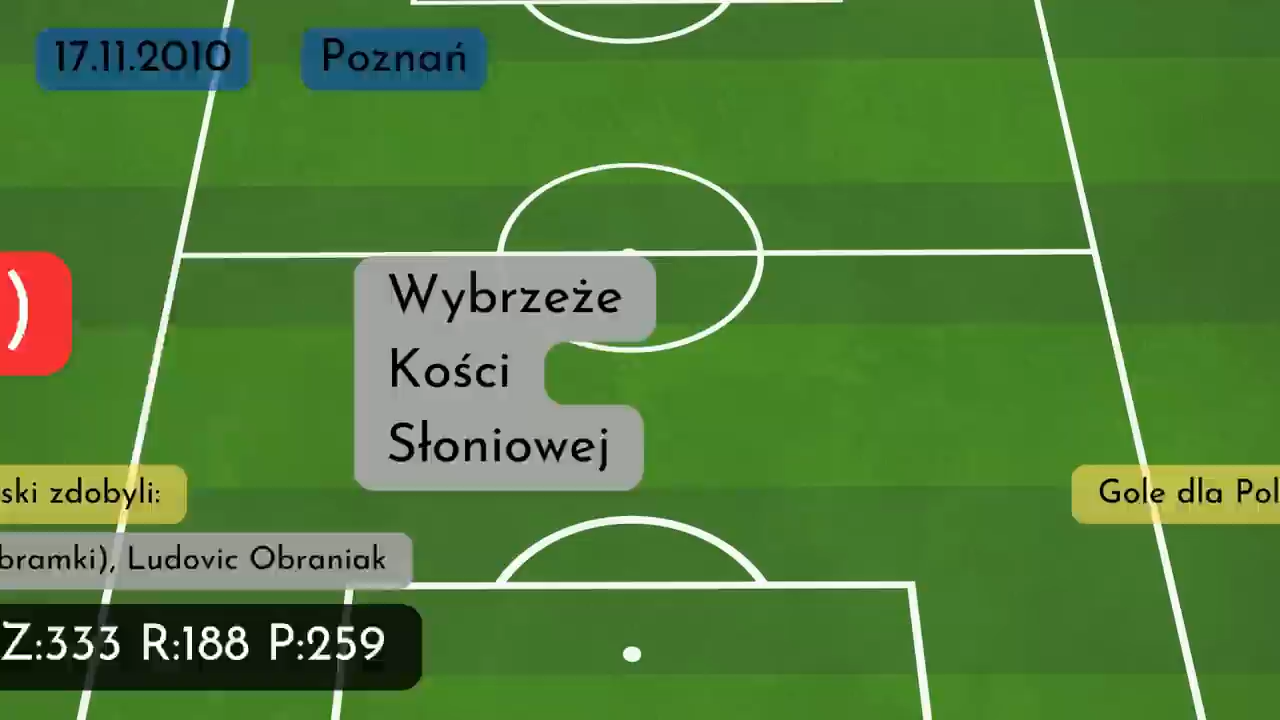 17.11.2010 Poznań
)
Wybrzeże
Kości
Słoniowej
ski zdobyli:
Gole dla Pol
bramki), Ludovic Obraniak
Z:333 R:188 P:259